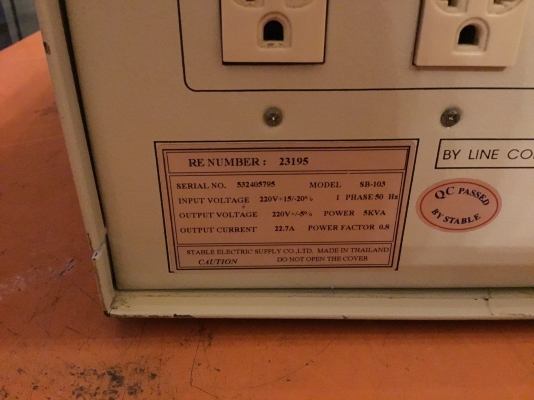 RE NUMBER : 23195
SERIAL NO. 532405795 MODEL SB-103
INPUT VOLTAGE 220V+15/-20% 1 PHASE 50 Hz
OUTPUT VOLTAGE 220V+/-5% POWER 5KVA
OUTPUT CURRENT 22.7A POWER FACTOR 0.8
STABLE ELECTRIC SUPPLY CO.,LTD. MADE IN THAILAND
CAUTION DO NOT OPEN THE COVER
BY LINE CO
QC PASSED
BY STABLE